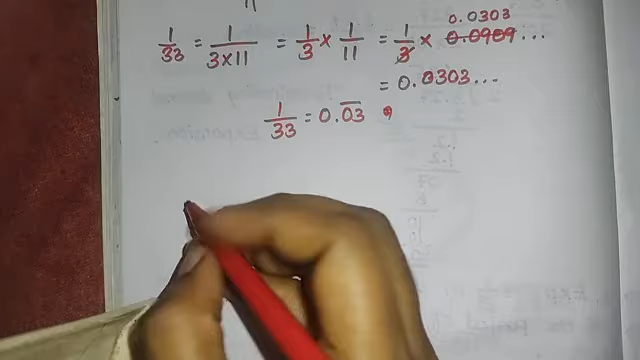 11
0.0303
1/33 = 1/3×11 = 1/3 × 1/11 = 1/3 × 0.0909...
= 0.0303...
1/33 = 0.0̅3̅